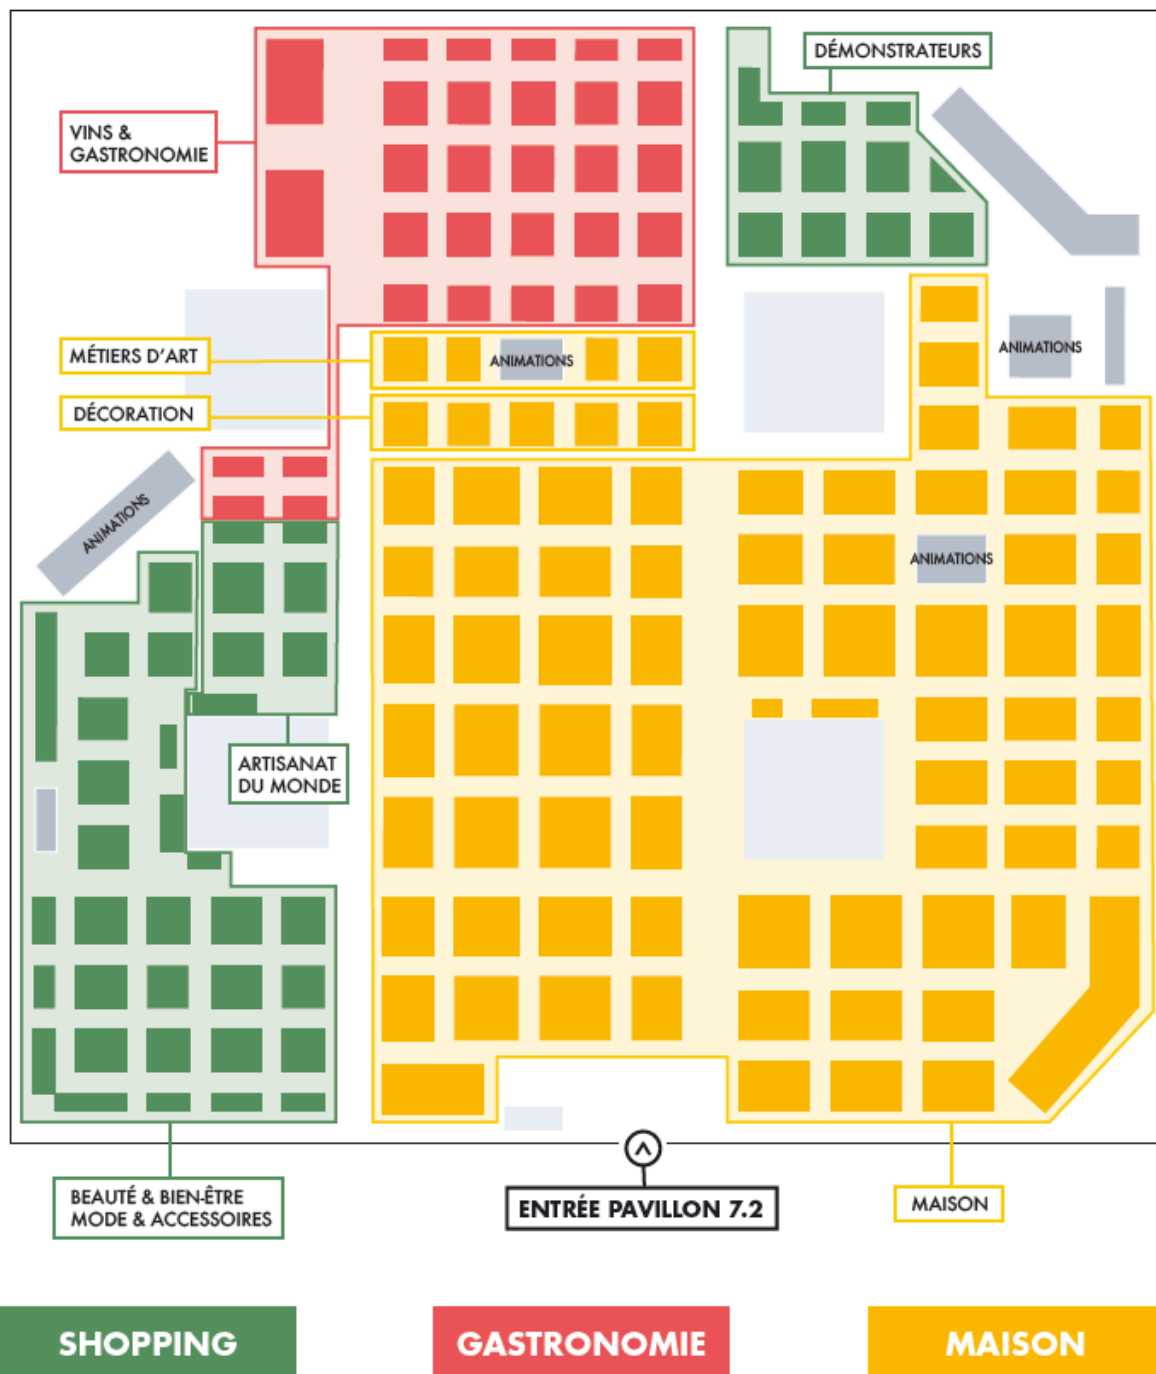 DÉMONSTRATEURS
VINS &
GASTRONOMIE
ANIMATIONS
MÉTIERS D'ART
ANIMATIONS
DÉCORATION
ANIMATIONS
ANIMATIONS
ARTISANAT
DU MONDE
BEAUTÉ & BIEN-ÊTRE
MODE & ACCESSOIRES
ENTRÉE PAVILLON 7.2
MAISON
SHOPPING
GASTRONOMIE
MAISON